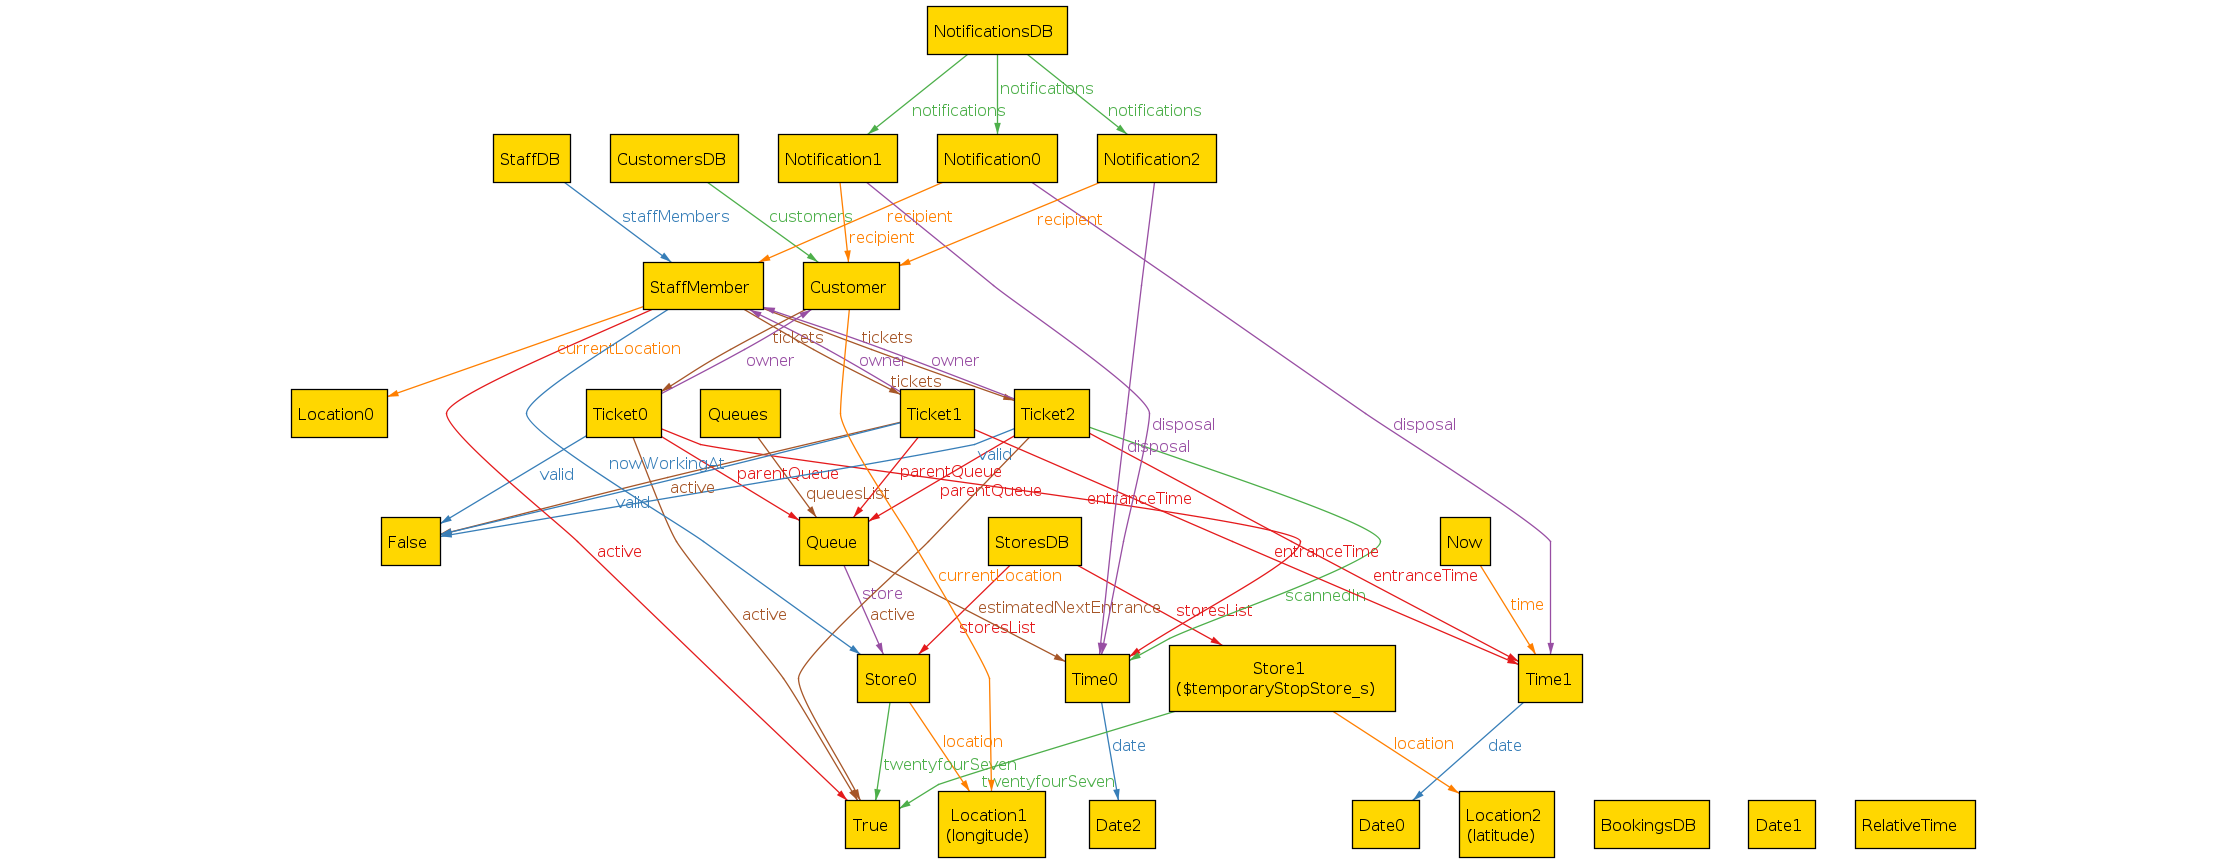 NotificationsDB
notifications
notifications
notifications
StaffDB
CustomersDB
Notification1
Notification0
Notification2
staffMembers
customers
recipient
recipient
recipient
StaffMember
Customer
tickets
tickets
currentLocation
owner
owner
owner
tickets
Location0
Ticket0
Queues
Ticket1
Ticket2
disposal
disposal
disposal
valid
nowWorkingAt
valid
parentQueue
parentQueue
active
queuesList
parentQueue
entranceTime
valid
False
Queue
StoresDB
Now
active
entranceTime
currentLocation
entranceTime
store
scannedIn
estimatedNextEntrance
time
active
active
storesList
storesList
Store0
Time0
Store1
($temporaryStopStore_s)
Time1
location
date
location
date
twentyfourSeven
twentyfourSeven
True
Location1
(longitude)
Date2
Date0
Location2
(latitude)
BookingsDB
Date1
RelativeTime